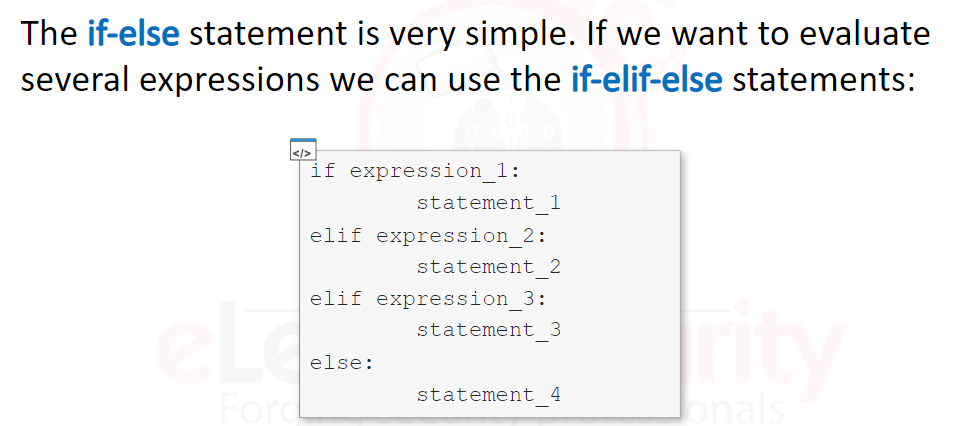 The if-else statement is very simple. If we want to evaluate
several expressions we can use the if-elif-else statements:
</>
if expression_1:
statement_1
elif expression_2:
statement_2
elif expression_3:
statement_3
else:
statement_4